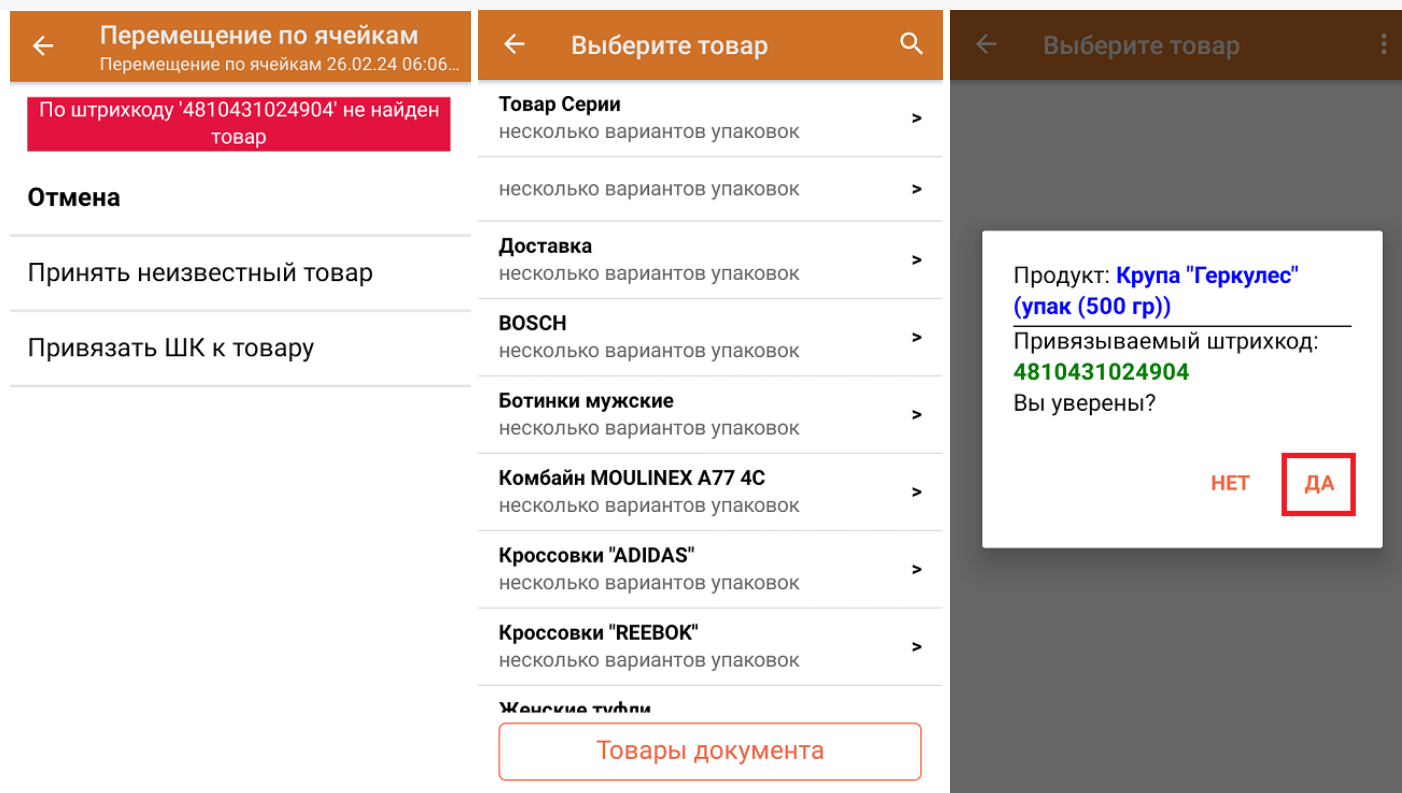 Перемещение по ячейкам
Перемещение по ячейкам 26.02.24 06:06...
По штрихкоду '4810431024904' не найден
товар
Отмена
Принять неизвестный товар
Привязать ШК к товару
Выберите товар
Товар Серии
несколько вариантов упаковок
>
несколько вариантов упаковок
>
Доставка
несколько вариантов упаковок
>
BOSCH
несколько вариантов упаковок
>
Ботинки мужские
несколько вариантов упаковок
>
Комбайн MOULINEX A77 4C
несколько вариантов упаковок
>
Кроссовки "ADIDAS"
несколько вариантов упаковок
>
Кроссовки "REEBOK"
несколько вариантов упаковок
>
Женские туфли
Товары документа
Выберите товар
Продукт: Крупа "Геркулес"
(упак (500 гр))
Привязываемый штрихкод:
4810431024904
Вы уверены?
НЕТ
ДА